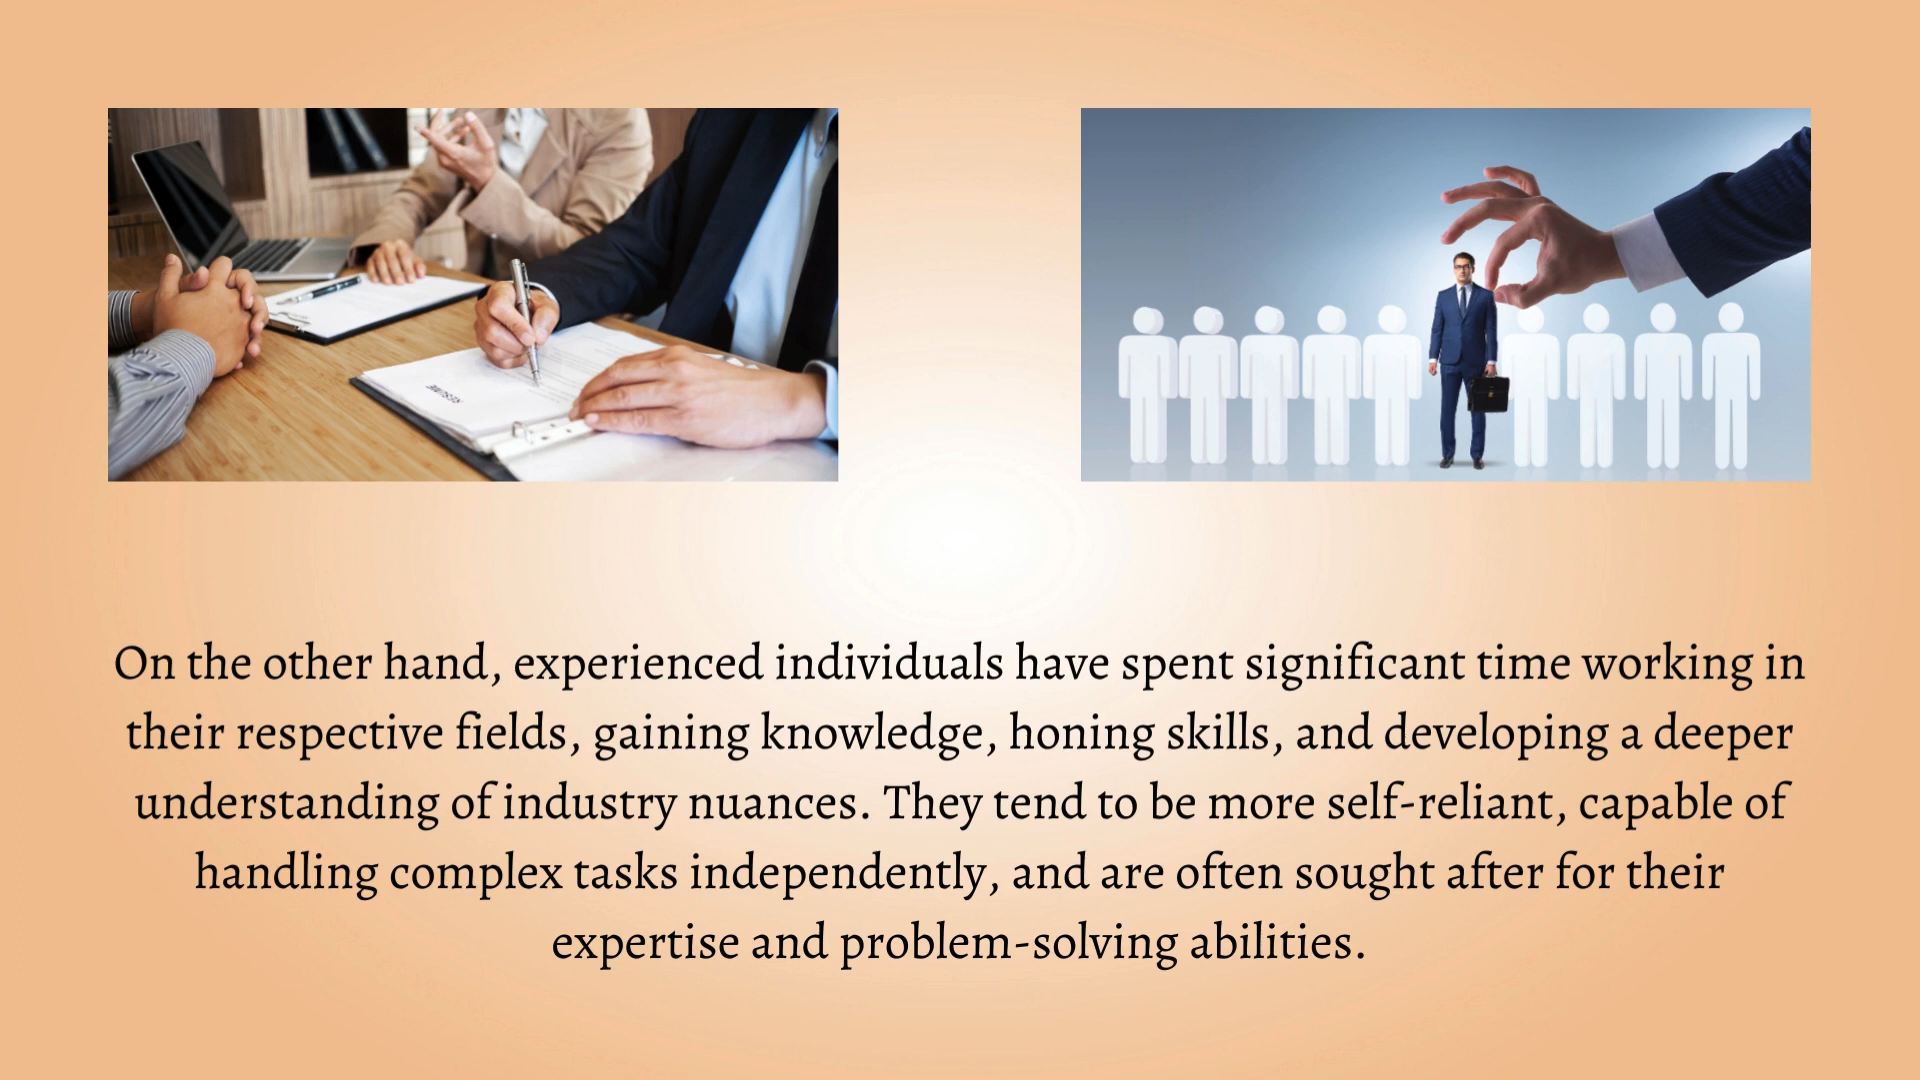 RESUME
On the other hand, experienced individuals have spent significant time working in
their respective fields, gaining knowledge, honing skills, and developing a deeper
understanding of industry nuances. They tend to be more self-reliant, capable of
handling complex tasks independently, and are often sought after for their
expertise and problem-solving abilities.